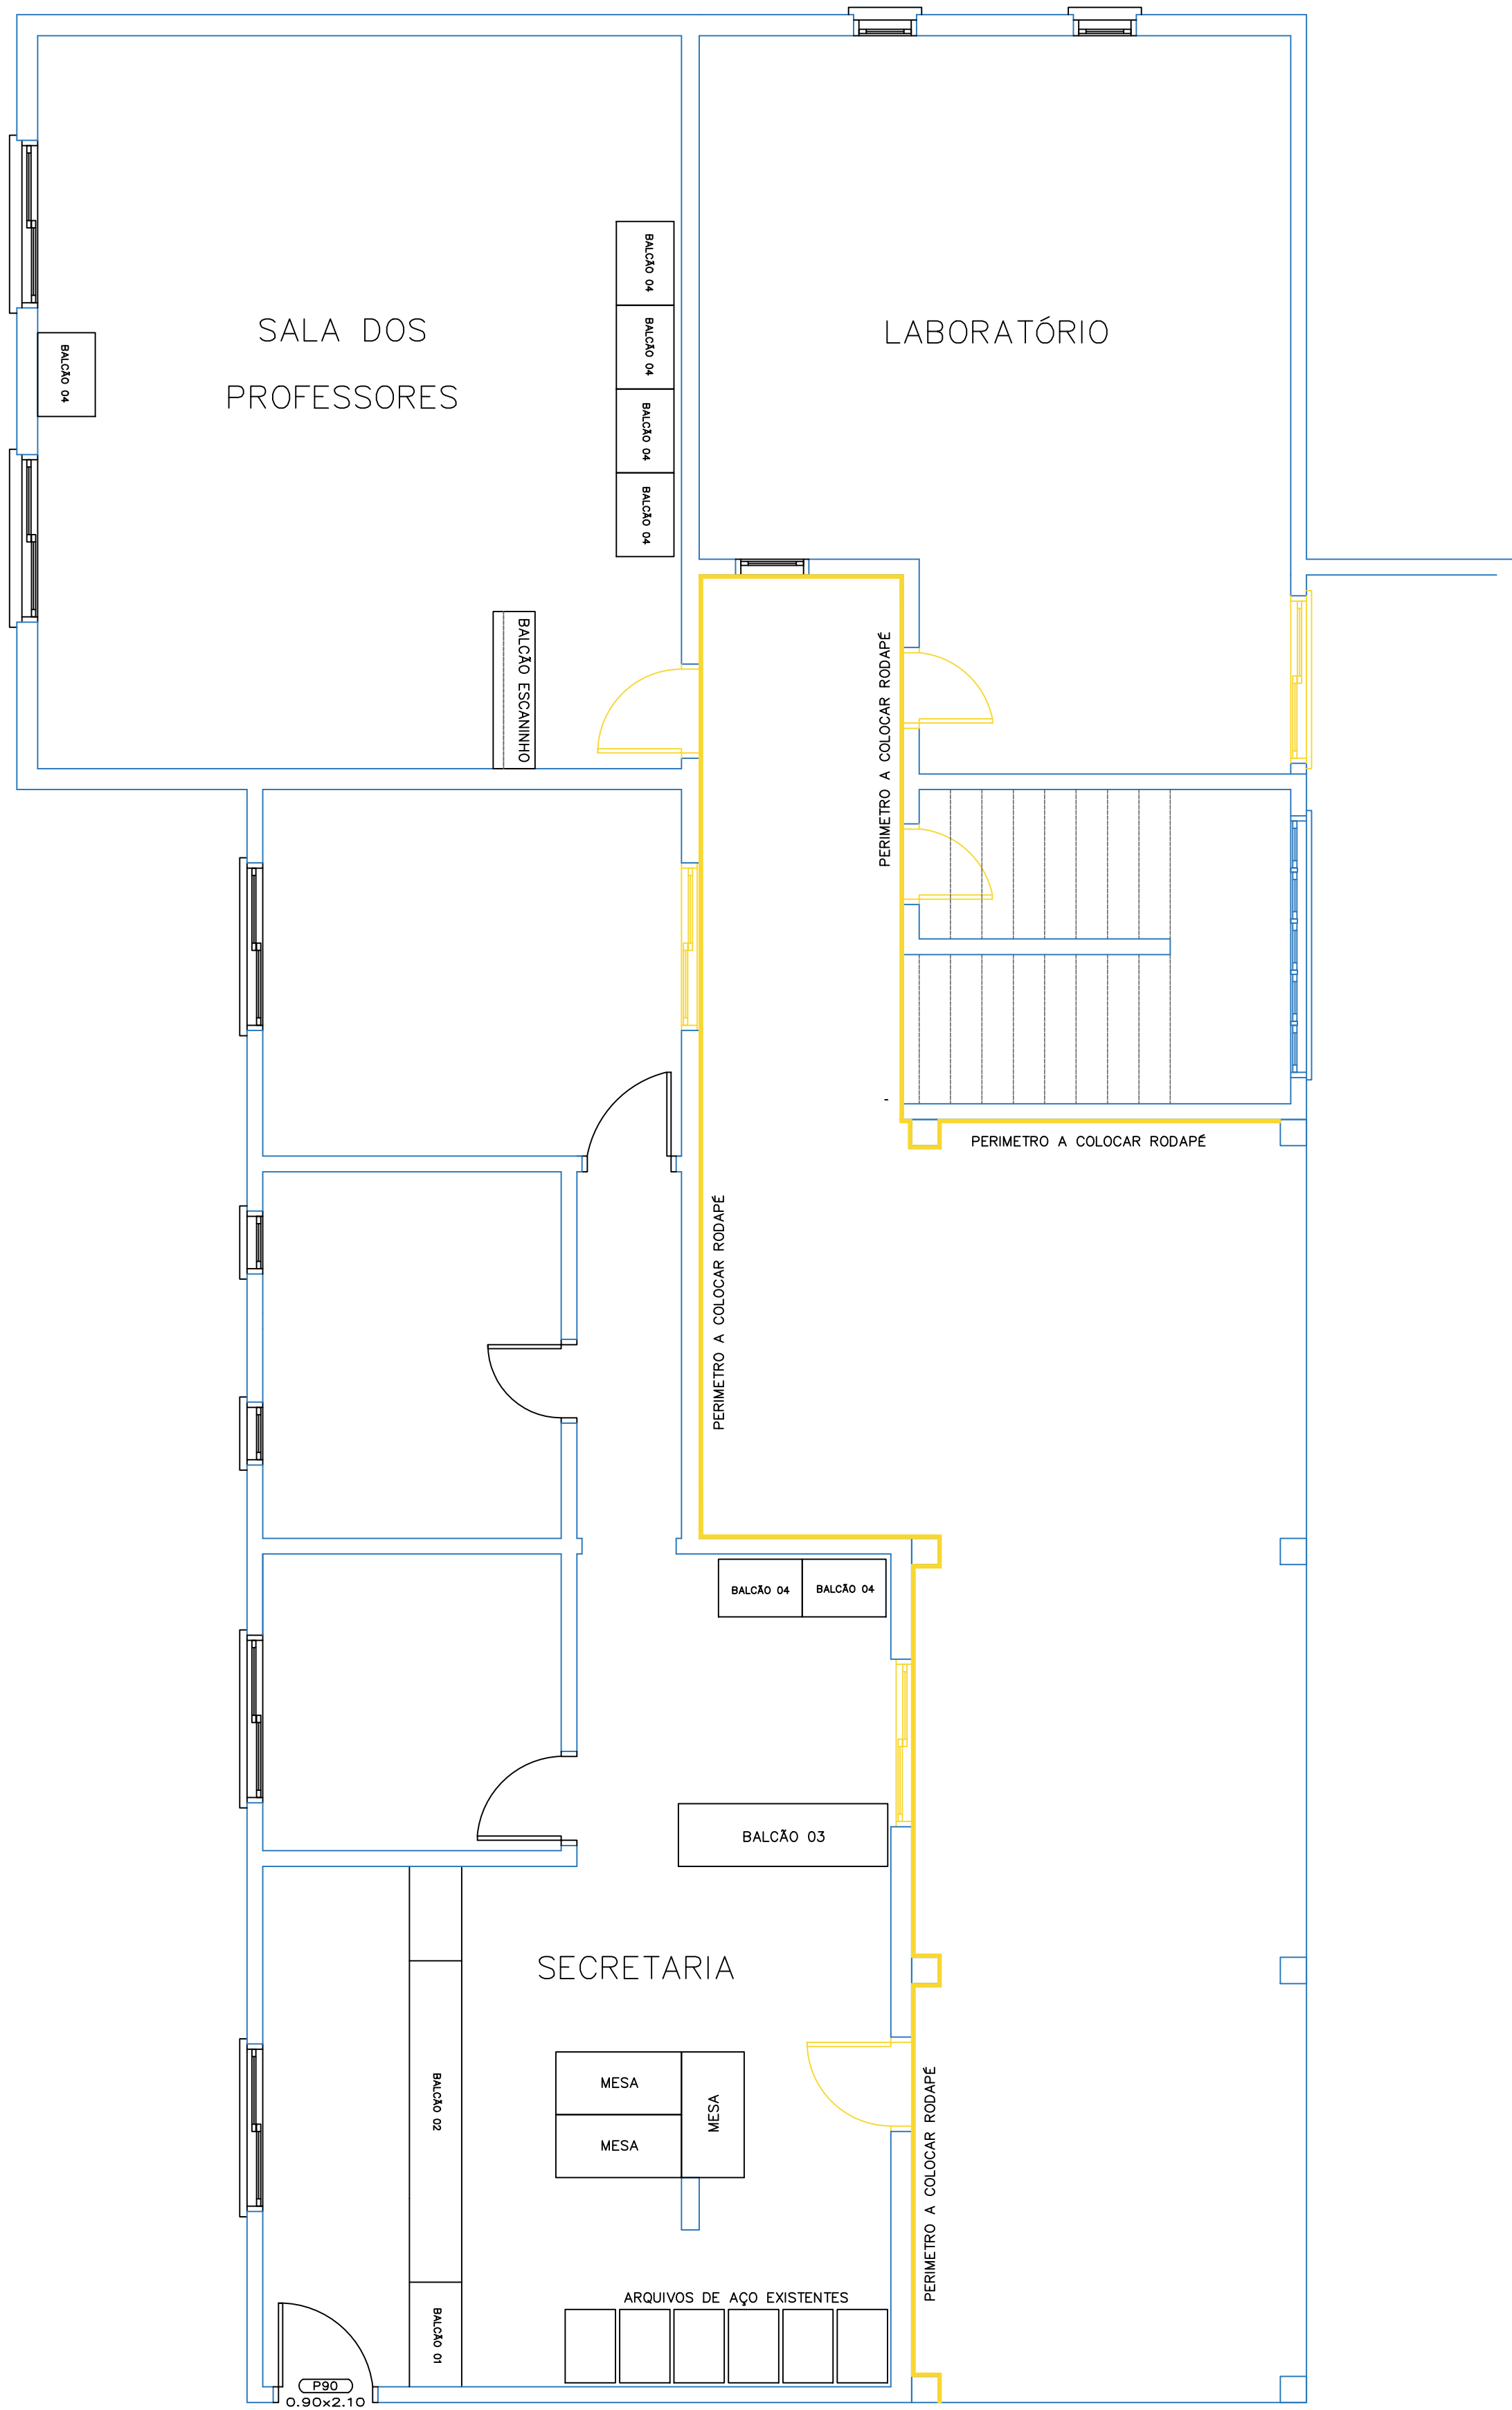 SALA DOS
PROFESSORES
LABORATÓRIO
BALCÃO 04
BALCÃO 04
BALCÃO 04
BALCÃO 04
BALCÃO 04
BALCÃO ESCANINHO
PERIMETRO A COLOCAR RODAPÉ
PERIMETRO A COLOCAR RODAPÉ
PERIMETRO A COLOCAR RODAPÉ
BALCÃO 04
BALCÃO 04
BALCÃO 03
SECRETARIA
MESA
MESA
MESA
BALCÃO 02
PERIMETRO A COLOCAR RODAPÉ
ARQUIVOS DE AÇO EXISTENTES
BALCÃO 01
P90
0.90x2.10